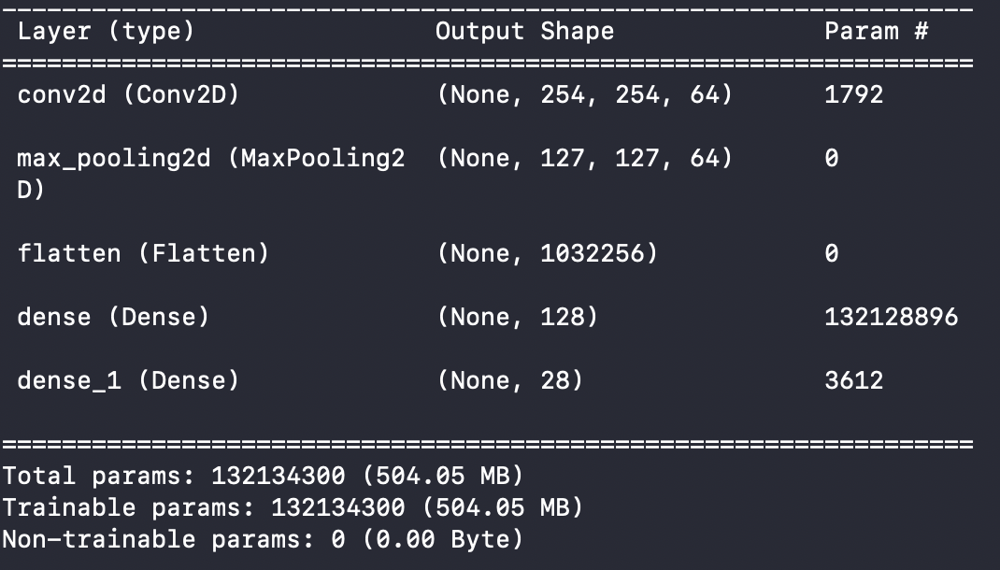 Layer (type) Output Shape Param #
conv2d (Conv2D) (None, 254, 254, 64) 1792
max_pooling2d (MaxPooling2 (None, 127, 127, 64) 0
D)
flatten (Flatten) (None, 1032256) 0
dense (Dense) (None, 128) 132128896
dense_1 (Dense) (None, 28) 3612
Total params: 132134300 (504.05 MB)
Trainable params: 132134300 (504.05 MB)
Non-trainable params: 0 (0.00 Byte)